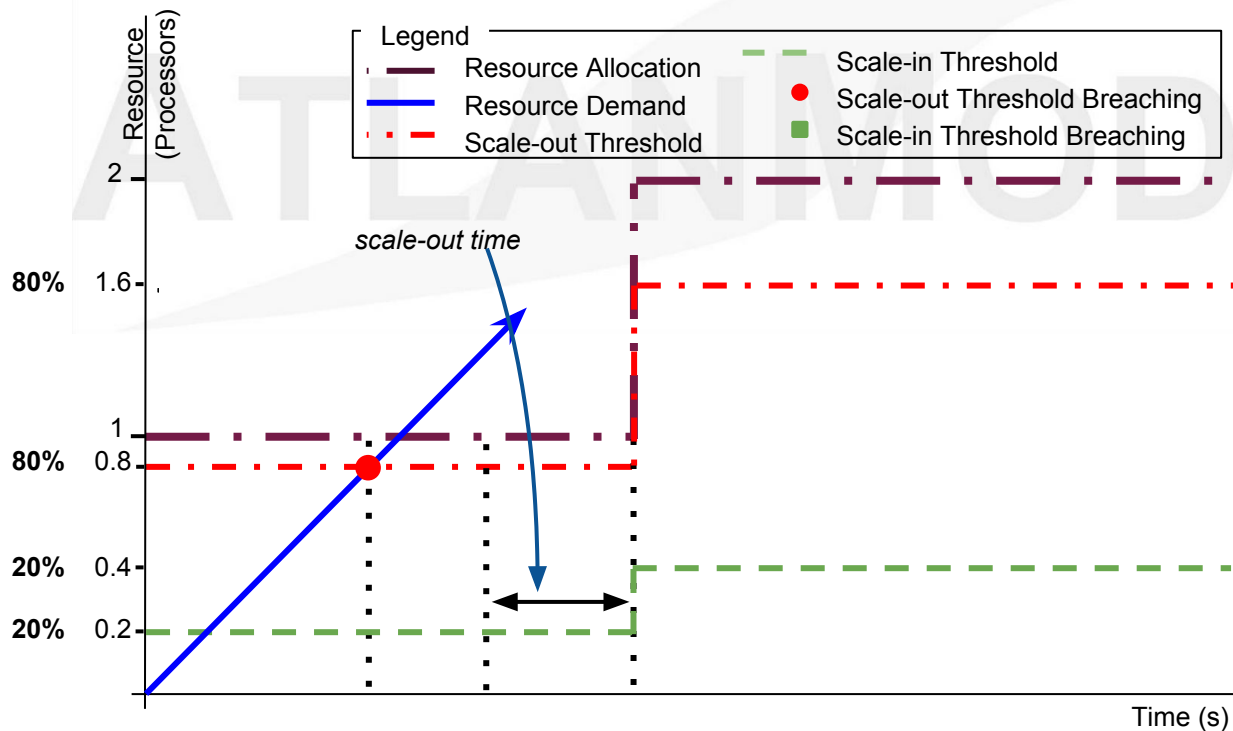 Legend
Resource Allocation
Resource Demand
Scale-out Threshold
Scale-in Threshold
Scale-out Threshold Breaching
Scale-in Threshold Breaching
Resource
(Processors)
ATLANMOD
2
scale-out time
80% 1.6
1
80% 0.8
20% 0.4
20% 0.2
Time (s)